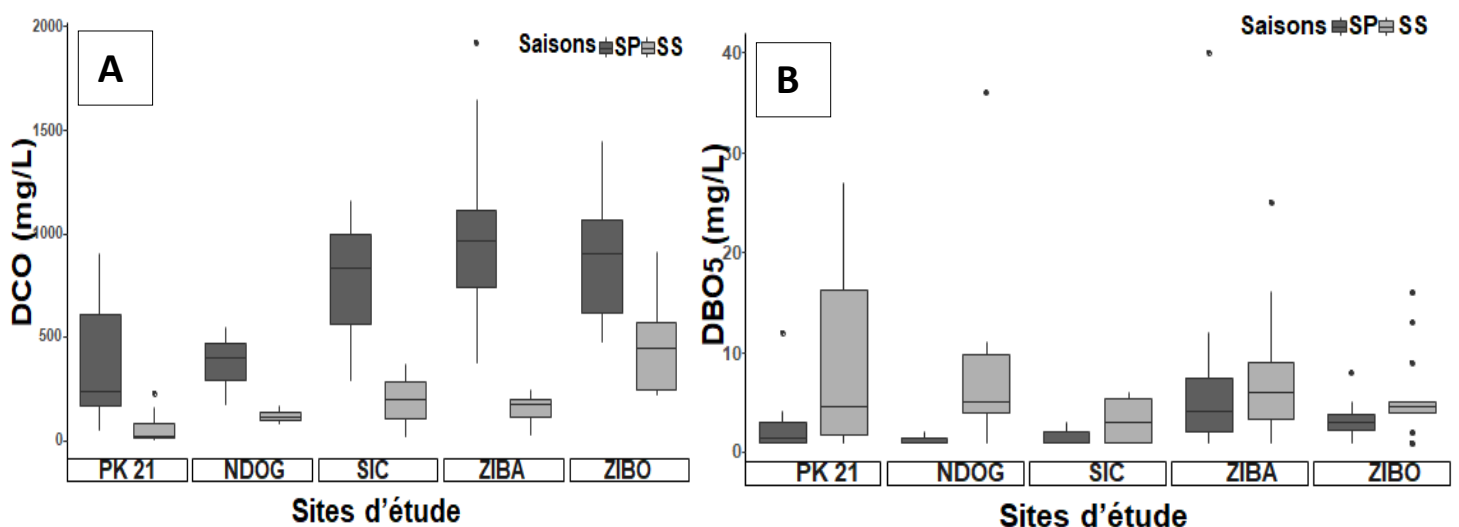 A
Saisons SP SS
DCO (mg/L)
2000
1500
1000
500
0
PK 21 NDOG SIC ZIBA ZIBO
Sites d'étude
B
Saisons SP SS
DBO5 (mg/L)
40
30
20
10
0
PK 21 NDOG SIC ZIBA ZIBO
Sites d'étude